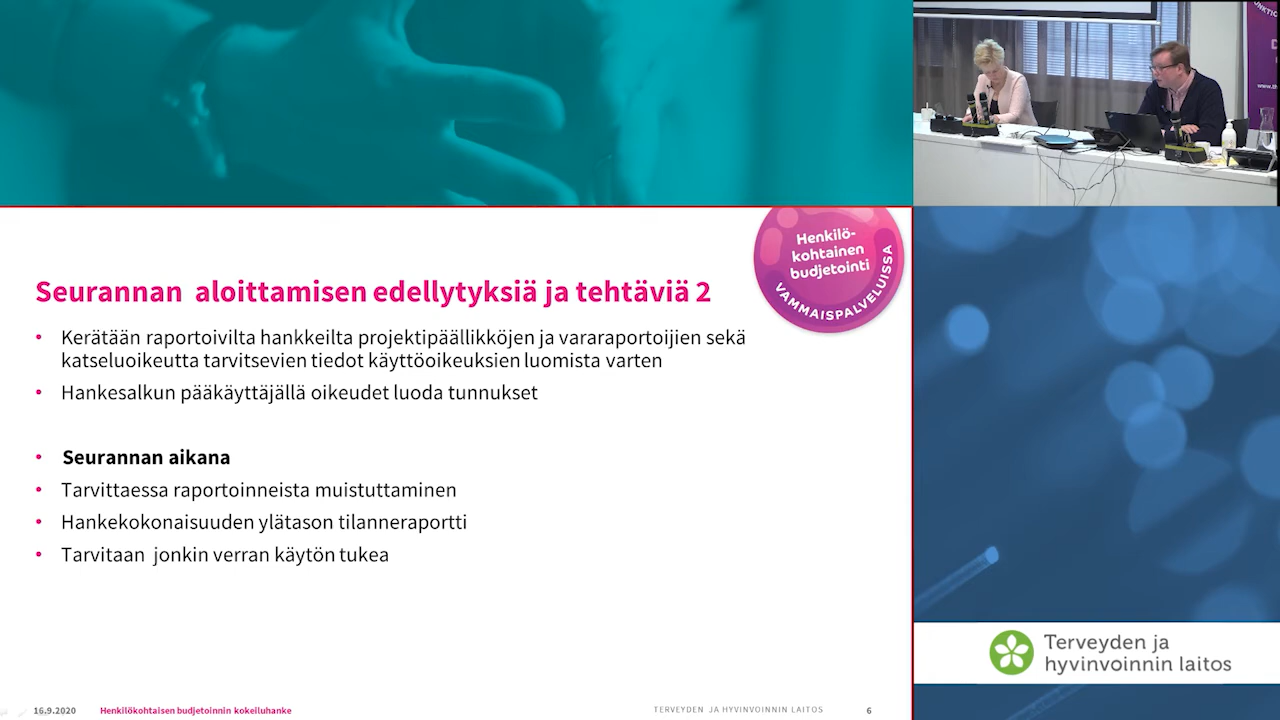 Henkilö-
kohtainen
budjetointi
VAMMAISPALVELUISSA
Seurannan aloittamisen edellytyksiä ja tehtäviä 2
• Kerätään raportoivilta hankkeilta projektipäällikköjen ja vararaportoijien sekä
katseluoikeutta tarvitsevien tiedot käyttöoikeuksien luomista varten
• Hankesalkun pääkäyttäjällä oikeudet luoda tunnukset
• Seurannan aikana
• Tarvittaessa raportoinneista muistuttaminen
• Hankekokonaisuuden ylätason tilanneraportti
• Tarvitaan jonkin verran käytön tukea
Terveyden ja
hyvinvoinnin laitos
16.9.2020 Henkilökohtaisen budjetoinnin kokeiluhanke TERVEYDEN JA HYVINVOINNIN LAITOS 6